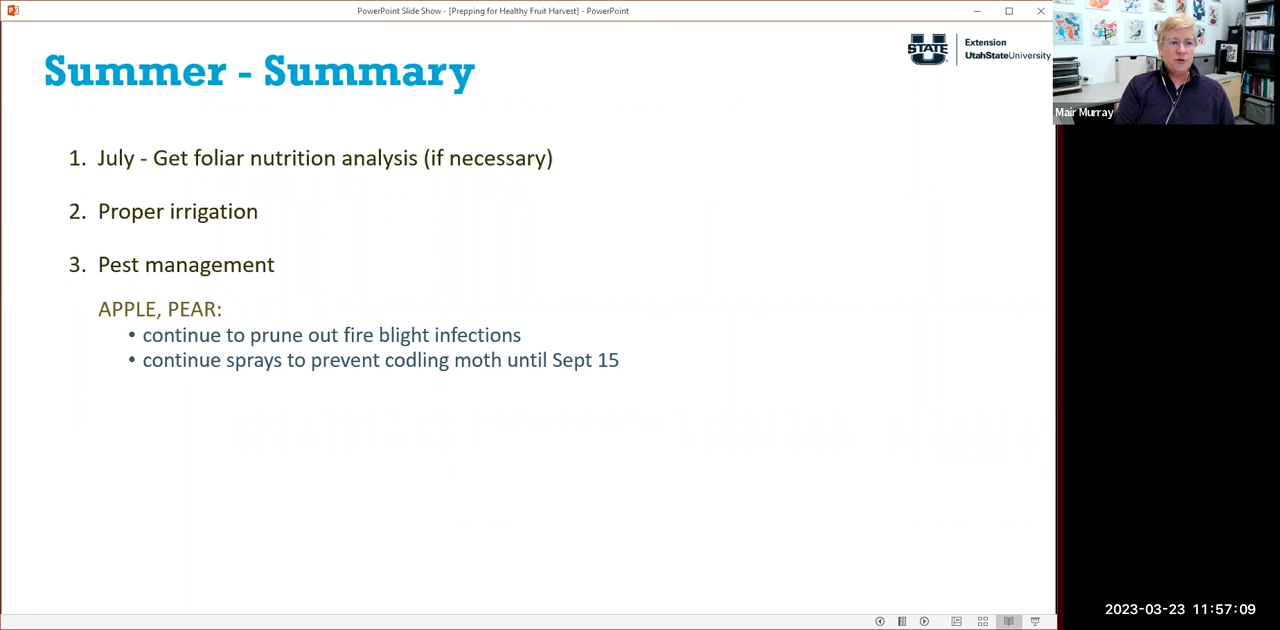 PowerPoint Slide Show - [Prepping for Healthy Fruit Harvest] - PowerPoint
Summer - Summary
U STATE
Extension
UtahStateUniversity
Mair Murray
1. July - Get foliar nutrition analysis (if necessary)
2. Proper irrigation
3. Pest management
APPLE, PEAR:
• continue to prune out fire blight infections
• continue sprays to prevent codling moth until Sept 15
2023-03-23 11:57:09